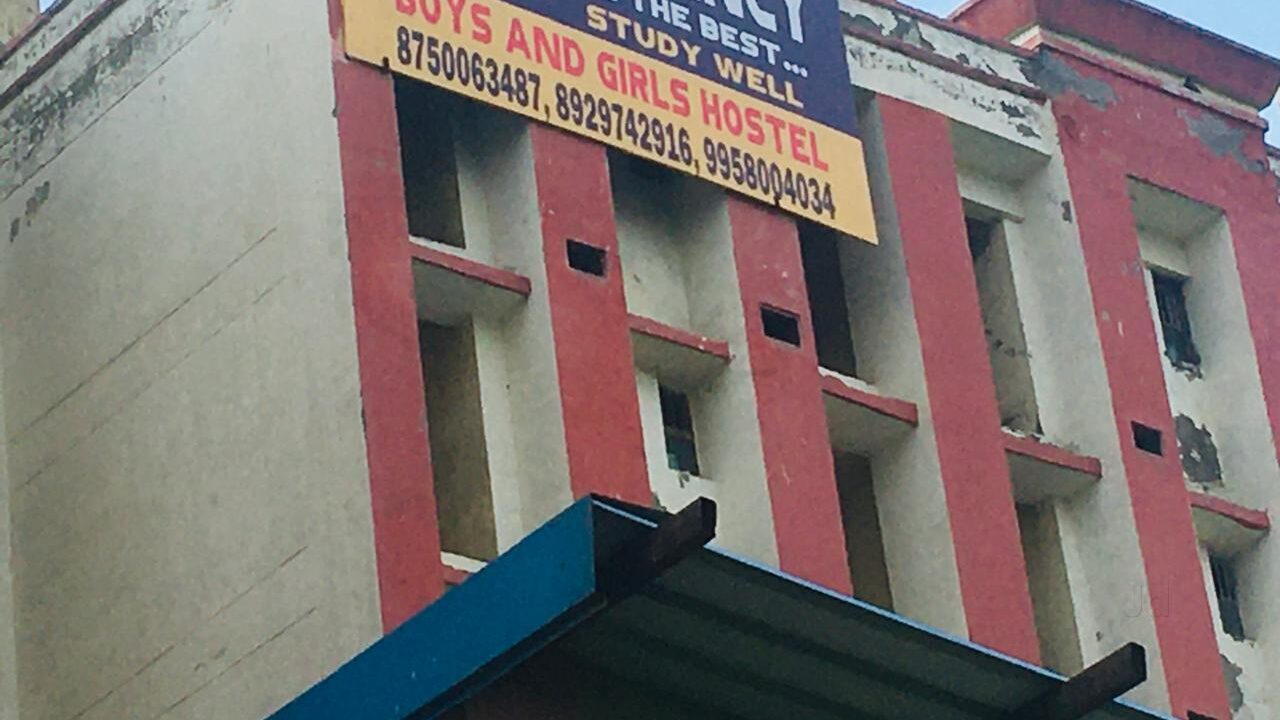 THE BEST...
STUDY WELL
BOYS AND GIRLS HOSTEL
8750063487, 8929742916, 9958004034